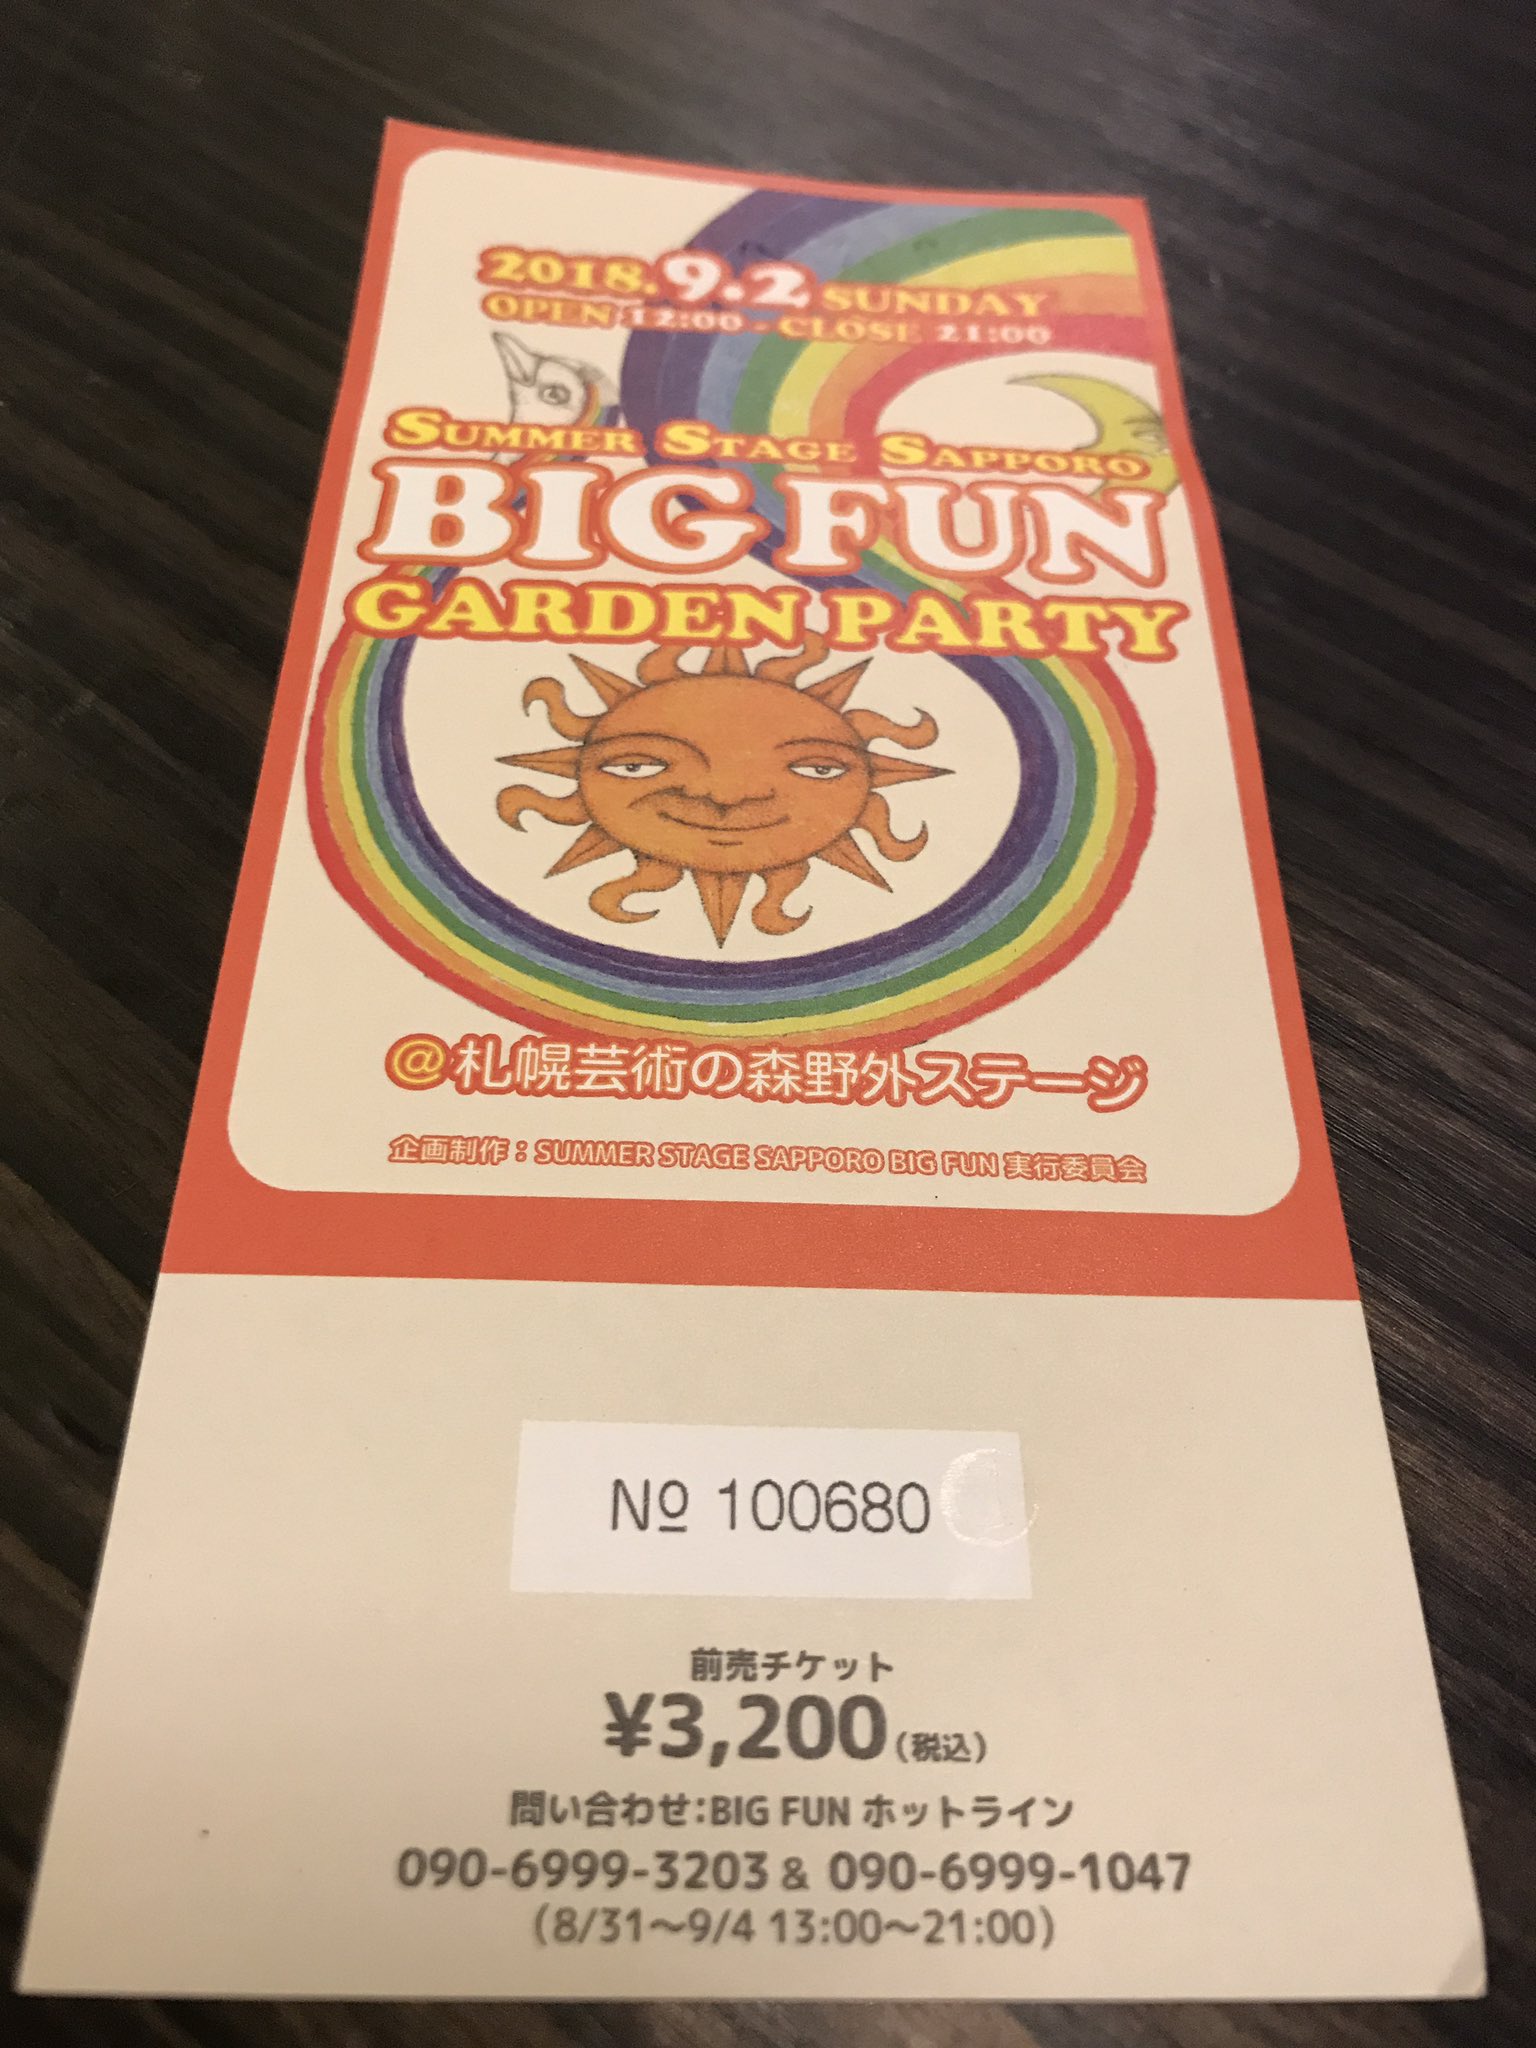 2018.9.2 SUNDAY
OPEN 12:00 - CLOSE 21:00
SUMMER STAGE SAPPORO
BIG FUN
GARDEN PARTY
@札幌芸術の森野外ステージ
企画制作：SUMMER STAGE SAPPORO BIG FUN 実行委員会
№ 100680
前売チケット
¥3,200(税込)
問い合わせ:BIG FUN ホットライン
090-6999-3203 & 090-6999-1047
(8/31～9/4 13:00～21:00)